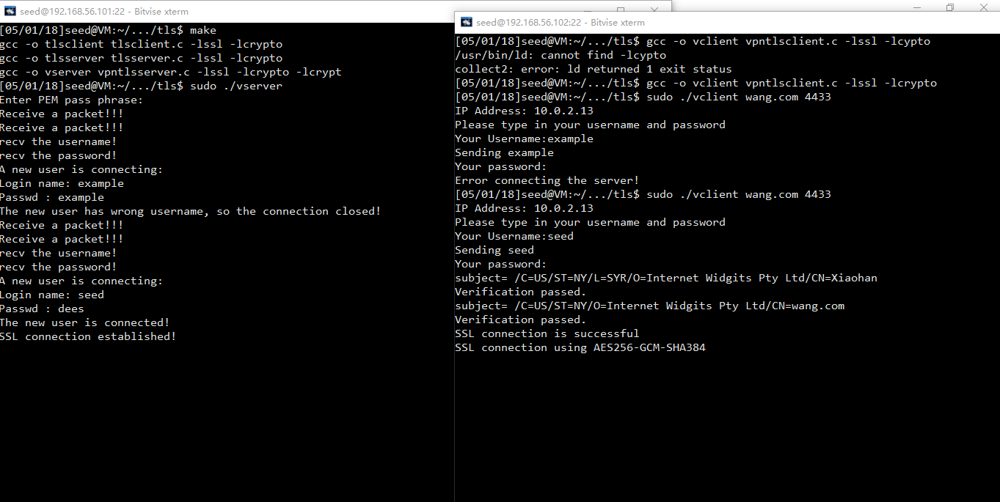 seed@192.168.56.101:22 - Bitvise xterm
[05/01/18]seed@VM:~/.../tls$ make
gcc -o tlsclient tlsclient.c -lssl -lcrypto
gcc -o tlsserver tlsserver.c -lssl -lcrypto
gcc -o vserver vpntlsserver.c -lssl -lcrypto -lcrypt
[05/01/18]seed@VM:~/.../tls$ sudo ./vserver
Enter PEM pass phrase:
Receive a packet!!!
Receive a packet!!!
recv the username!
recv the password!
A new user is connecting:
Login name: example
Passwd : example
The new user has wrong username, so the connection closed!
Receive a packet!!!
Receive a packet!!!
recv the username!
recv the password!
A new user is connecting:
Login name: seed
Passwd : dees
The new user is connected!
SSL connection established!
seed@192.168.56.102:22 - Bitvise xterm
[05/01/18]seed@VM:~/.../tls$ gcc -o vclient vpntlsclient.c -lssl -lcypto
/usr/bin/ld: cannot find -lcypto
collect2: error: ld returned 1 exit status
[05/01/18]seed@VM:~/.../tls$ gcc -o vclient vpntlsclient.c -lssl -lcrypto
[05/01/18]seed@VM:~/.../tls$ sudo ./vclient wang.com 4433
IP Address: 10.0.2.13
Please type in your username and password
Your Username:example
Sending example
Your password:
Error connecting the server!
[05/01/18]seed@VM:~/.../tls$ sudo ./vclient wang.com 4433
IP Address: 10.0.2.13
Please type in your username and password
Your Username:seed
Sending seed
Your password:
subject= /C=US/ST=NY/L=SYR/O=Internet Widgits Pty Ltd/CN=Xiaohan
Verification passed.
subject= /C=US/ST=NY/O=Internet Widgits Pty Ltd/CN=wang.com
Verification passed.
SSL connection is successful
SSL connection using AES256-GCM-SHA384